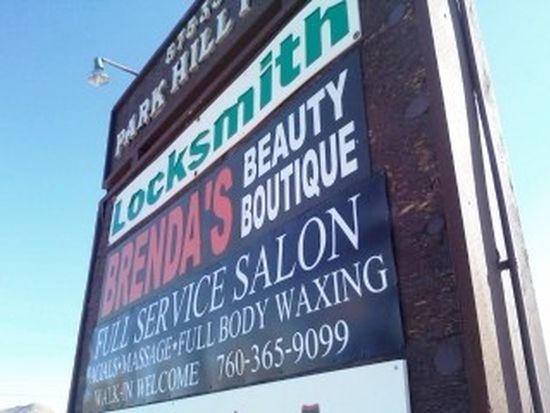 PARK HILL
Locksmith
BRENDA'S
BEAUTY
BOUTIQUE
FULL SERVICE SALON
FACIALS•MASSAGE•FULL BODY WAXING
WALK-IN WELCOME 760-365-9099